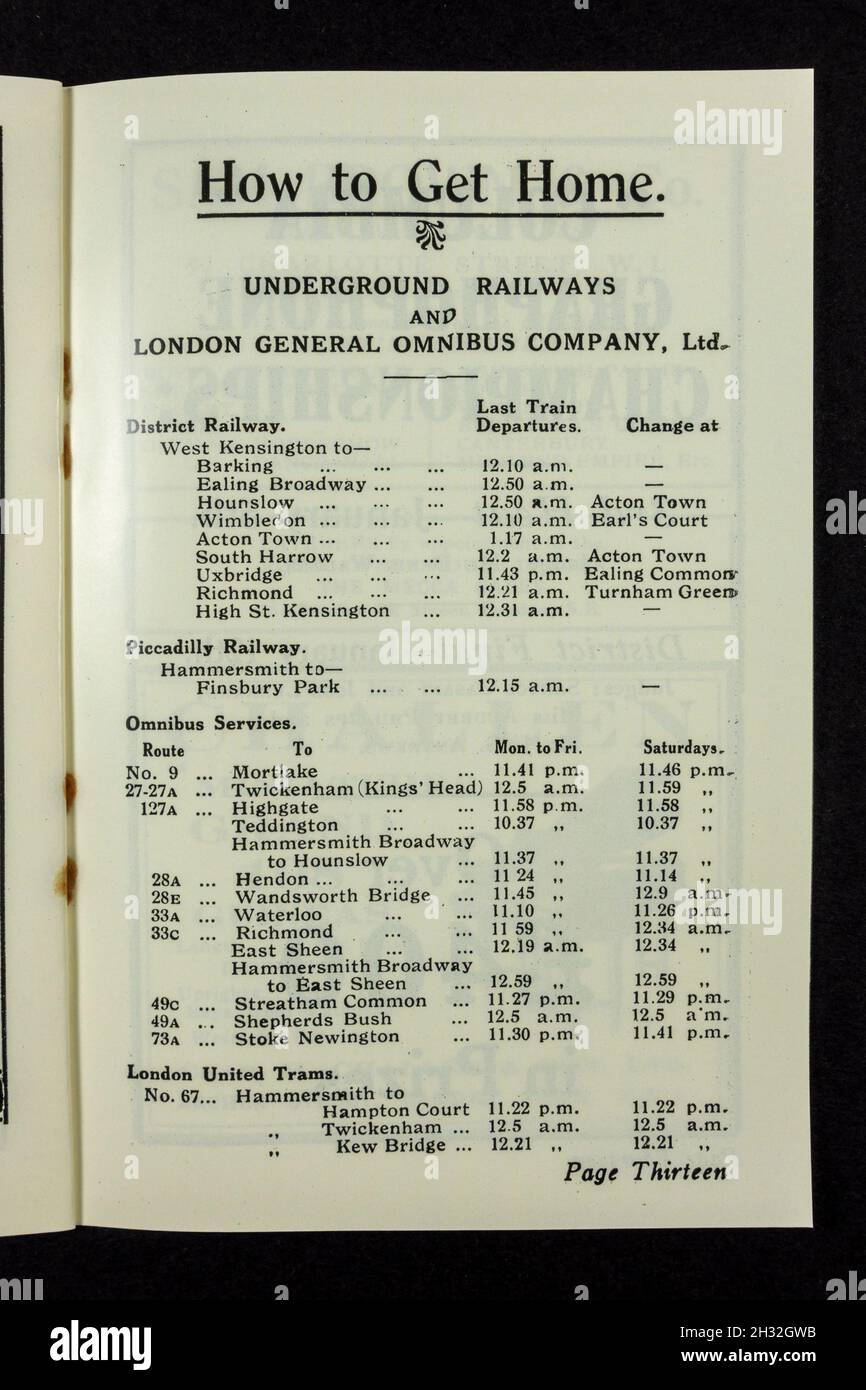 How to Get Home.
UNDERGROUND RAILWAYS
AND
LONDON GENERAL OMNIBUS COMPANY, Ltd.
Last Train
District Railway. Departures. Change at
West Kensington to—
Barking ... ... ... 12.10 a.m. —
Ealing Broadway ... ... 12.50 a.m. —
Hounslow ... ... ... 12.50 a.m. Acton Town
Wimbledon ... ... ... 12.10 a.m. Earl's Court
Acton Town ... ... ... 1.17 a.m. —
South Harrow ... ... 12.2 a.m. Acton Town
Uxbridge ... ... ... 11.43 p.m. Ealing Common
Richmond ... ... ... 12.21 a.m. Turnham Green
High St. Kensington ... 12.31 a.m. —
Piccadilly Railway.
Hammersmith to—
Finsbury Park ... ... 12.15 a.m. —
Omnibus Services.
Route To Mon. to Fri. Saturdays.
No. 9 ... Mortlake ... 11.41 p.m. 11.46 p.m.
27-27A ... Twickenham (Kings' Head) 12.5 a.m. 11.59 ,,
127A ... Highgate ... ... 11.58 p.m. 11.58 ,,
Teddington ... ... 10.37 ,, 10.37 ,,
Hammersmith Broadway
to Hounslow ... 11.37 ,, 11.37 ,,
28A ... Hendon ... ... ... 11 24 ,, 11.14 ,,
28E ... Wandsworth Bridge ... 11.45 ,, 12.9 a.m.
33A ... Waterloo ... ... 11.10 ,, 11.26 p.m.
33C ... Richmond ... ... 11 59 ,, 12.34 a.m.
East Sheen ... ... 12.19 a.m. 12.34 ,,
Hammersmith Broadway
to East Sheen ... 12.59 ,, 12.59 ,,
49C ... Streatham Common ... 11.27 p.m. 11.29 p.m.
49A ... Shepherds Bush ... 12.5 a.m. 12.5 a.m.
73A ... Stoke Newington ... 11.30 p.m. 11.41 p.m.
London United Trams.
No. 67... Hammersmith to
Hampton Court 11.22 p.m. 11.22 p.m.
,, Twickenham ... 12.5 a.m. 12.5 a.m.
,, Kew Bridge ... 12.21 ,, 12.21 ,,
Page Thirteen
alamy
Image ID: 2H32GWB
www.alamy.com